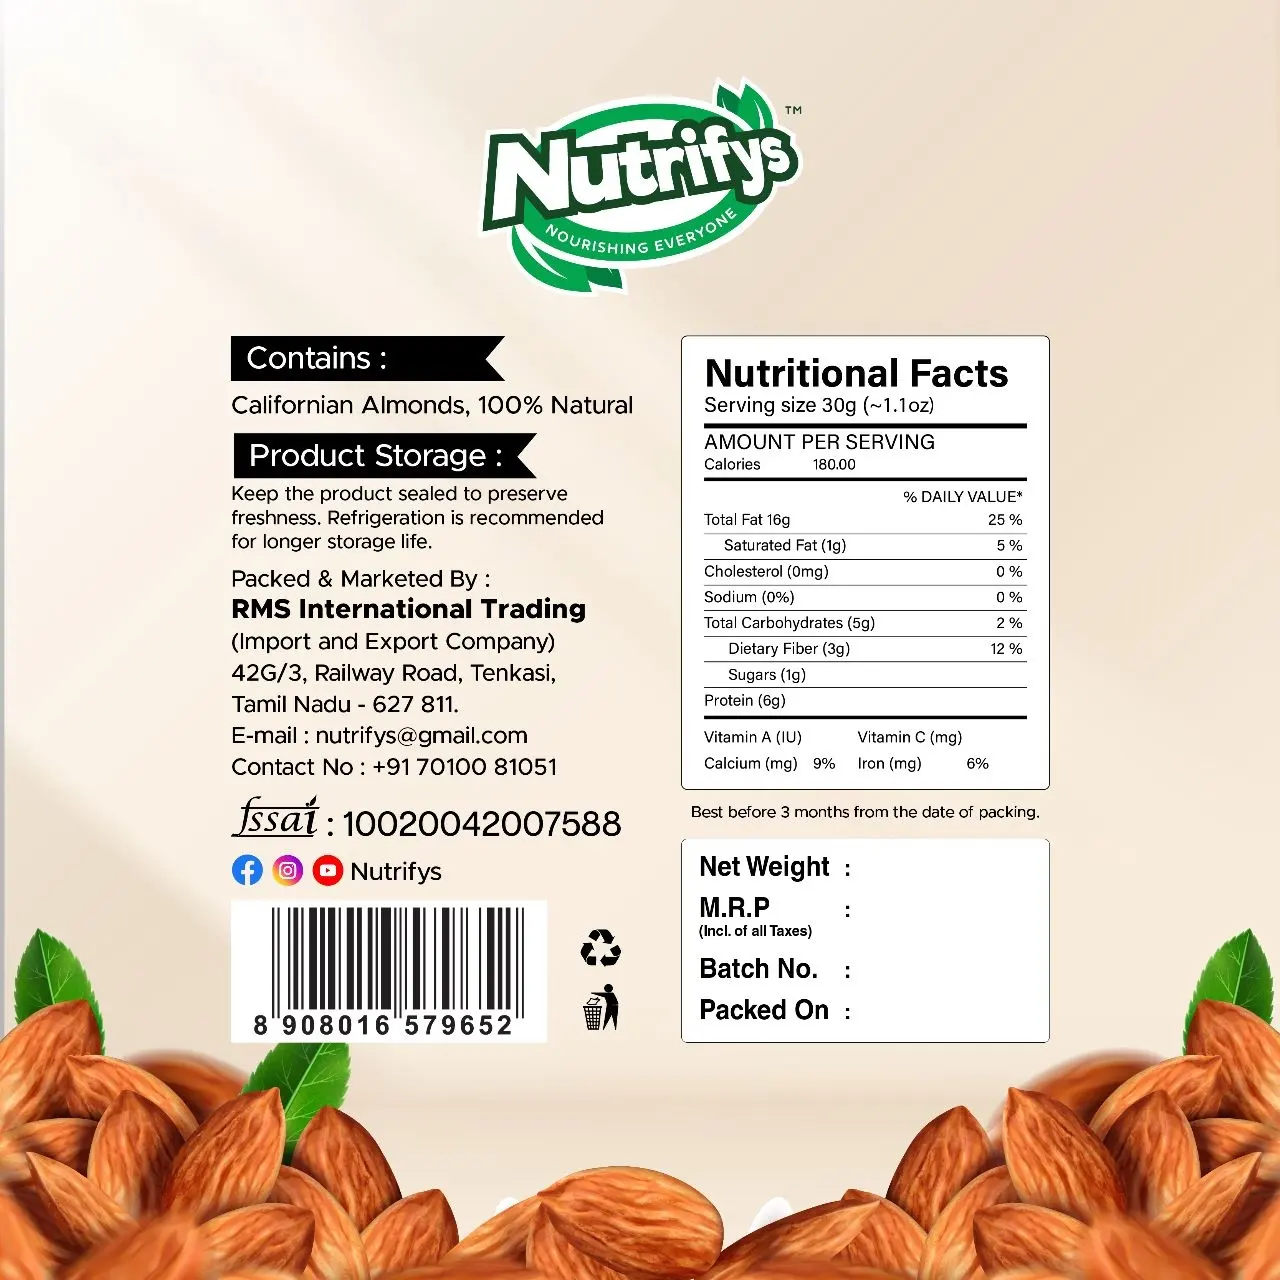 Nutrifys TM
NOURISHING EVERYONE
Contains :
Californian Almonds, 100% Natural
Product Storage :
Keep the product sealed to preserve
freshness. Refrigeration is recommended
for longer storage life.
Packed & Marketed By :
RMS International Trading
(Import and Export Company)
42G/3, Railway Road, Tenkasi,
Tamil Nadu - 627 811.
E-mail : nutrifys@gmail.com
Contact No : +91 70100 81051
fssai : 10020042007588
Nutrifys
8 908016 579652
Nutritional Facts
Serving size 30g (~1.1oz)
AMOUNT PER SERVING
Calories 180.00
% DAILY VALUE*
Total Fat 16g 25 %
Saturated Fat (1g) 5 %
Cholesterol (0mg) 0 %
Sodium (0%) 0 %
Total Carbohydrates (5g) 2 %
Dietary Fiber (3g) 12 %
Sugars (1g)
Protein (6g)
Vitamin A (IU) Vitamin C (mg)
Calcium (mg) 9% Iron (mg) 6%
Best before 3 months from the date of packing.
Net Weight :
M.R.P :
(Incl. of all Taxes)
Batch No. :
Packed On :